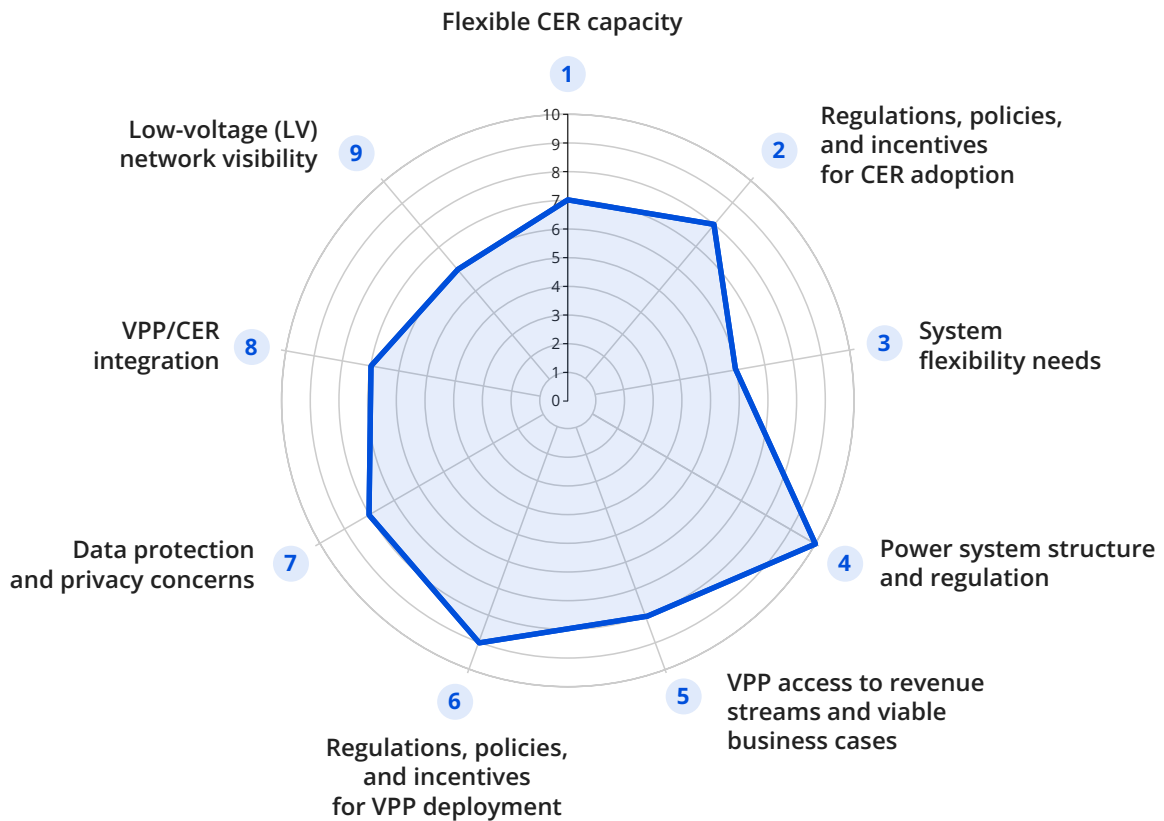 Flexible CER capacity
1
Regulations, policies,
and incentives
for CER adoption
2
System
flexibility needs
3
Power system structure
and regulation
4
VPP access to revenue
streams and viable
business cases
5
6
Regulations, policies,
and incentives
for VPP deployment
Data protection
and privacy concerns
7
VPP/CER
integration
8
Low-voltage (LV)
network visibility
9
10
9
8
7
6
5
4
3
2
1
0